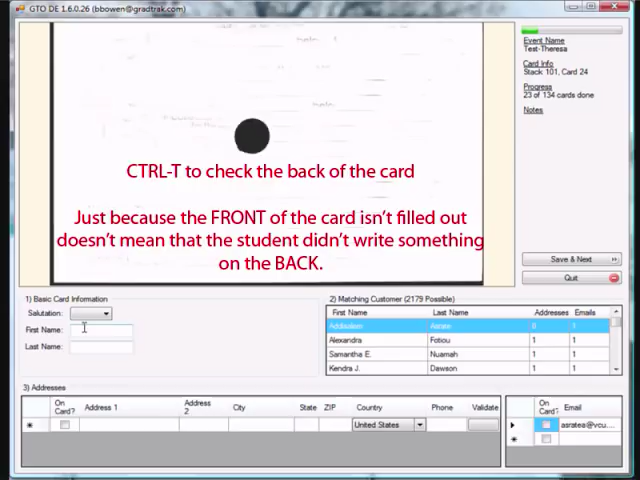 GTO DE 1.6.0.26 (bbowen@gradtrak.com)
Event Name
Test-Theresa
Card Info
Stack 101, Card 24
Progress
23 of 134 cards done
Notes
CTRL-T to check the back of the card
Just because the FRONT of the card isn't filled out
doesn't mean that the student didn't write something
on the BACK.
Save & Next
Quit
1) Basic Card Information
Salutation:
First Name:
Last Name:
2) Matching Customer (2179 Possible)
First Name Last Name Addresses Emails
Asrate 0 1
Alexandra Fotiou 1 1
Samantha E. Nuamah 1 1
Kendra J. Dawson 1 1
3) Addresses
On Card? Address 1 Address 2 City State ZIP Country Phone Validate
United States
On Card? Email
asratea@vcu....